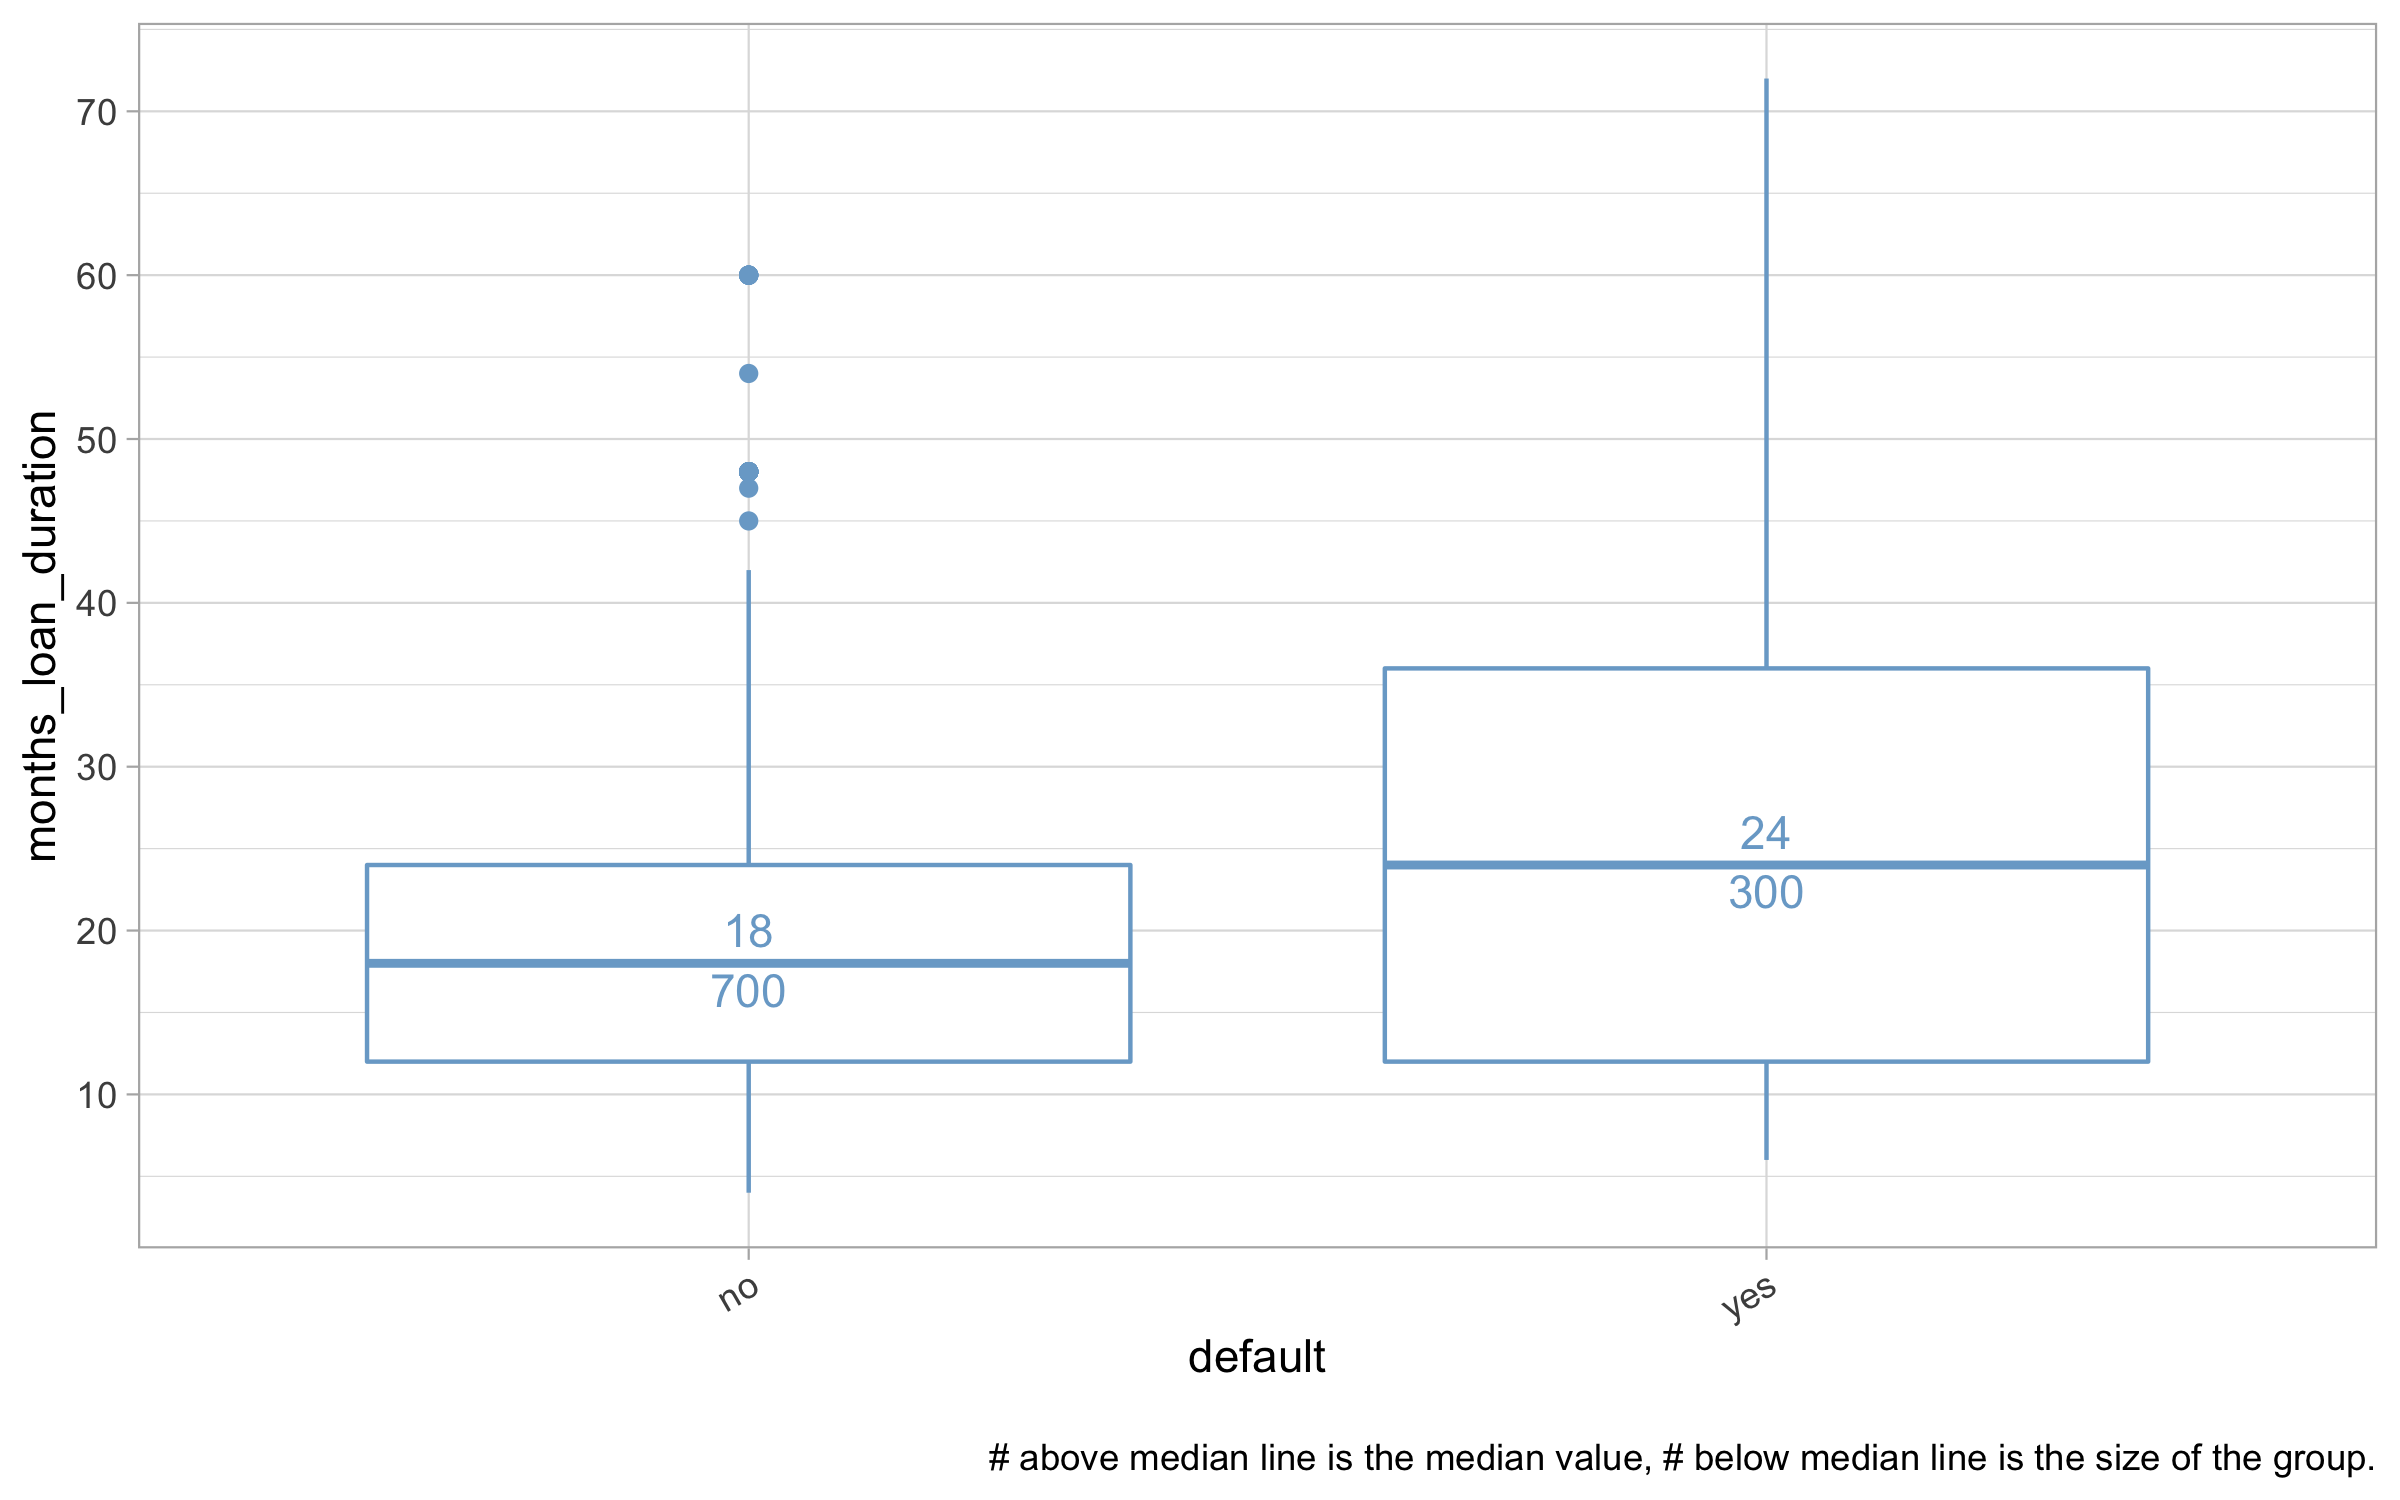 months_loan_duration
70
60
50
40
30
20
10
18
700
24
300
no
yes
default
# above median line is the median value, # below median line is the size of the group.